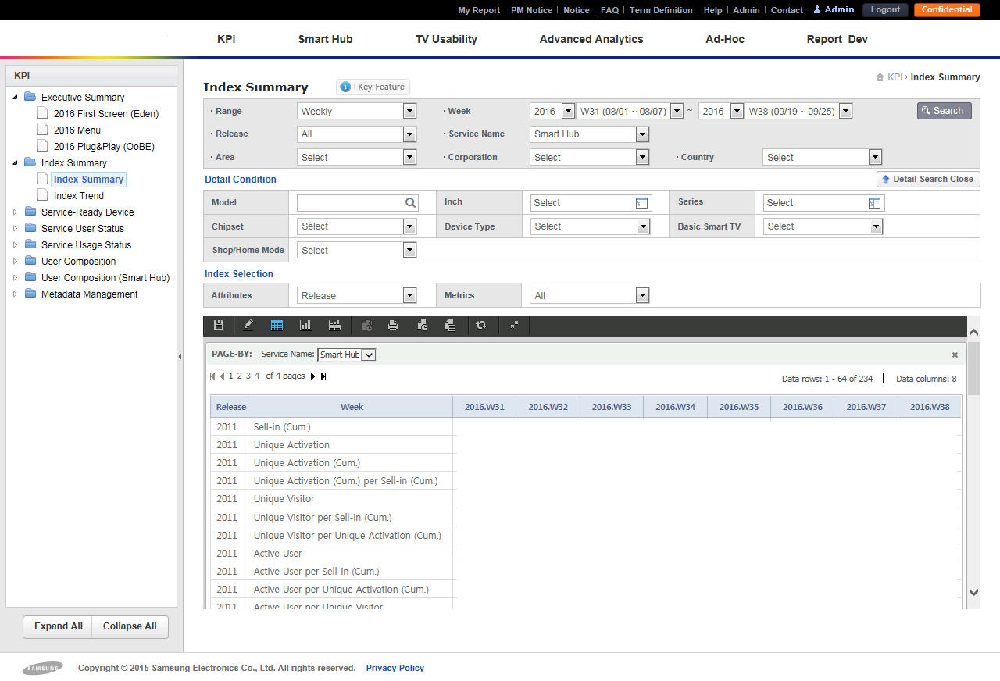 My Report | PM Notice | Notice | FAQ | Term Definition | Help | Admin | Contact Admin Logout Confidential
KPI Smart Hub TV Usability Advanced Analytics Ad-Hoc Report_Dev
KPI
Executive Summary
2016 First Screen (Eden)
2016 Menu
2016 Plug&Play (OoBE)
Index Summary
Index Summary
Index Trend
Service-Ready Device
Service User Status
Service Usage Status
User Composition
User Composition (Smart Hub)
Metadata Management
Expand All Collapse All
Index Summary Key Feature KPI › Index Summary
· Range Weekly · Week 2016 W31 (08/01 ~ 08/07) ~ 2016 W38 (09/19 ~ 09/25) Search
· Release All · Service Name Smart Hub
· Area Select · Corporation Select · Country Select
Detail Condition Detail Search Close
Model Inch Select Series Select
Chipset Select Device Type Select Basic Smart TV Select
Shop/Home Mode Select
Index Selection
Attributes Release Metrics All
PAGE-BY: Service Name: Smart Hub ×
1 2 3 4 of 4 pages Data rows: 1 - 64 of 234 | Data columns: 8
Release Week 2016.W31 2016.W32 2016.W33 2016.W34 2016.W35 2016.W36 2016.W37 2016.W38
2011 Sell-in (Cum.)
2011 Unique Activation
2011 Unique Activation (Cum.)
2011 Unique Activation (Cum.) per Sell-in (Cum.)
2011 Unique Visitor
2011 Unique Visitor per Sell-in (Cum.)
2011 Unique Visitor per Unique Activation (Cum.)
2011 Active User
2011 Active User per Sell-in (Cum.)
2011 Active User per Unique Activation (Cum.)
2011 Active User per Unique Visitor
SAMSUNG Copyright © 2015 Samsung Electronics Co., Ltd. All rights reserved. Privacy Policy